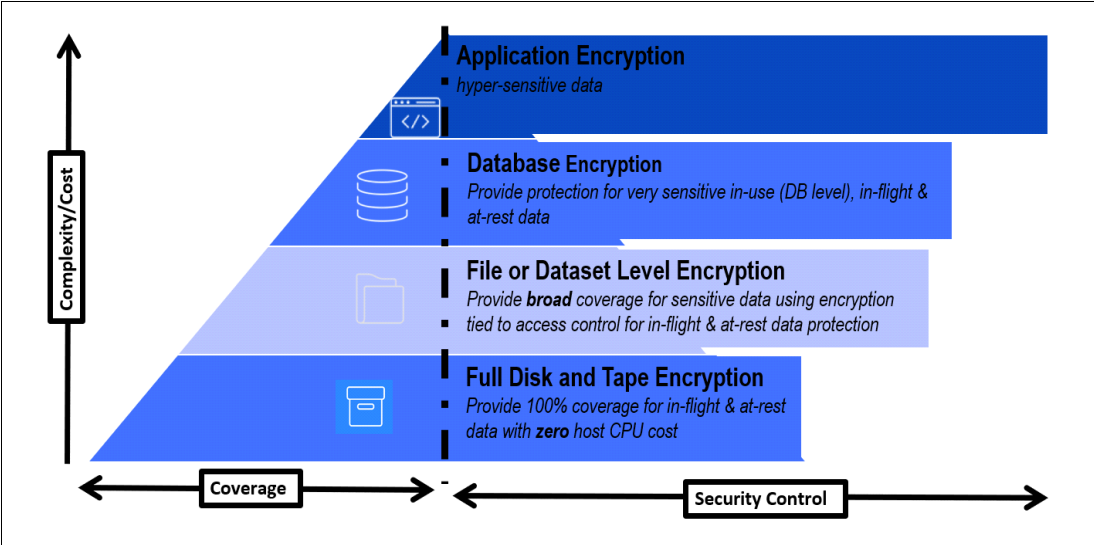 Application Encryption
hyper-sensitive data
</>
Database Encryption
Provide protection for very sensitive in-use (DB level), in-flight &
at-rest data
File or Dataset Level Encryption
Provide broad coverage for sensitive data using encryption
tied to access control for in-flight & at-rest data protection
Full Disk and Tape Encryption
Provide 100% coverage for in-flight & at-rest
data with zero host CPU cost
Complexity/Cost
Coverage
Security Control